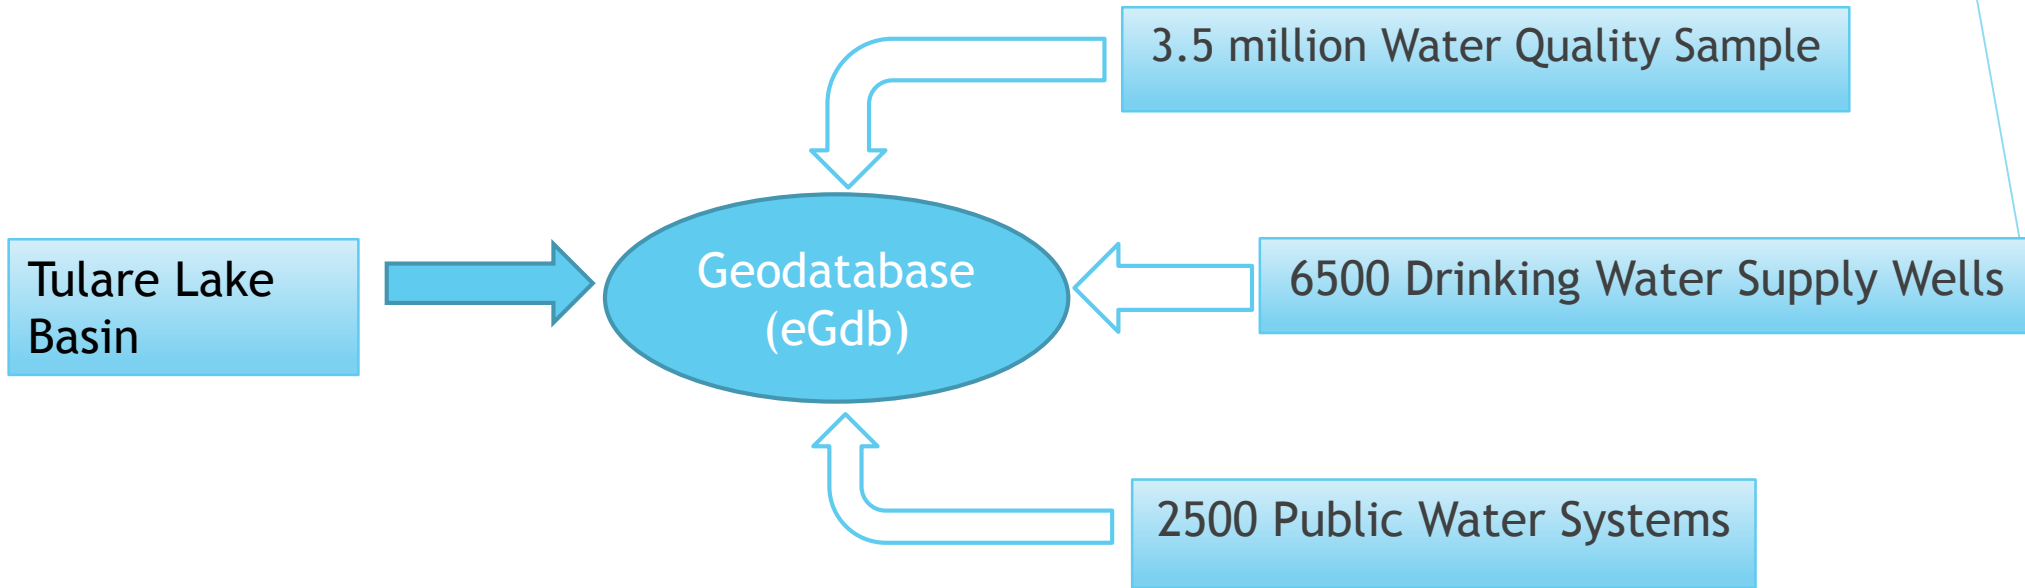 3.5 million Water Quality Sample
Tulare Lake
Basin
Geodatabase
(eGdb)
6500 Drinking Water Supply Wells
2500 Public Water Systems